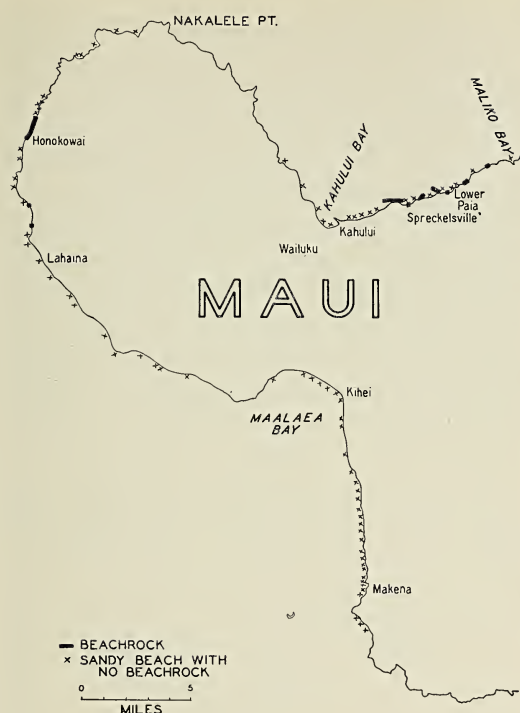 NAKALELE PT.
MALIKO BAY
KAHULUI BAY
Honokowai
Lower
Paia
Spreckelsville
Kahului
Wailuku
Lahaina
MAUI
Kihei
MAALAEA
BAY
Makena
BEACHROCK
x SANDY BEACH WITH
NO BEACHROCK
0 5
MILES